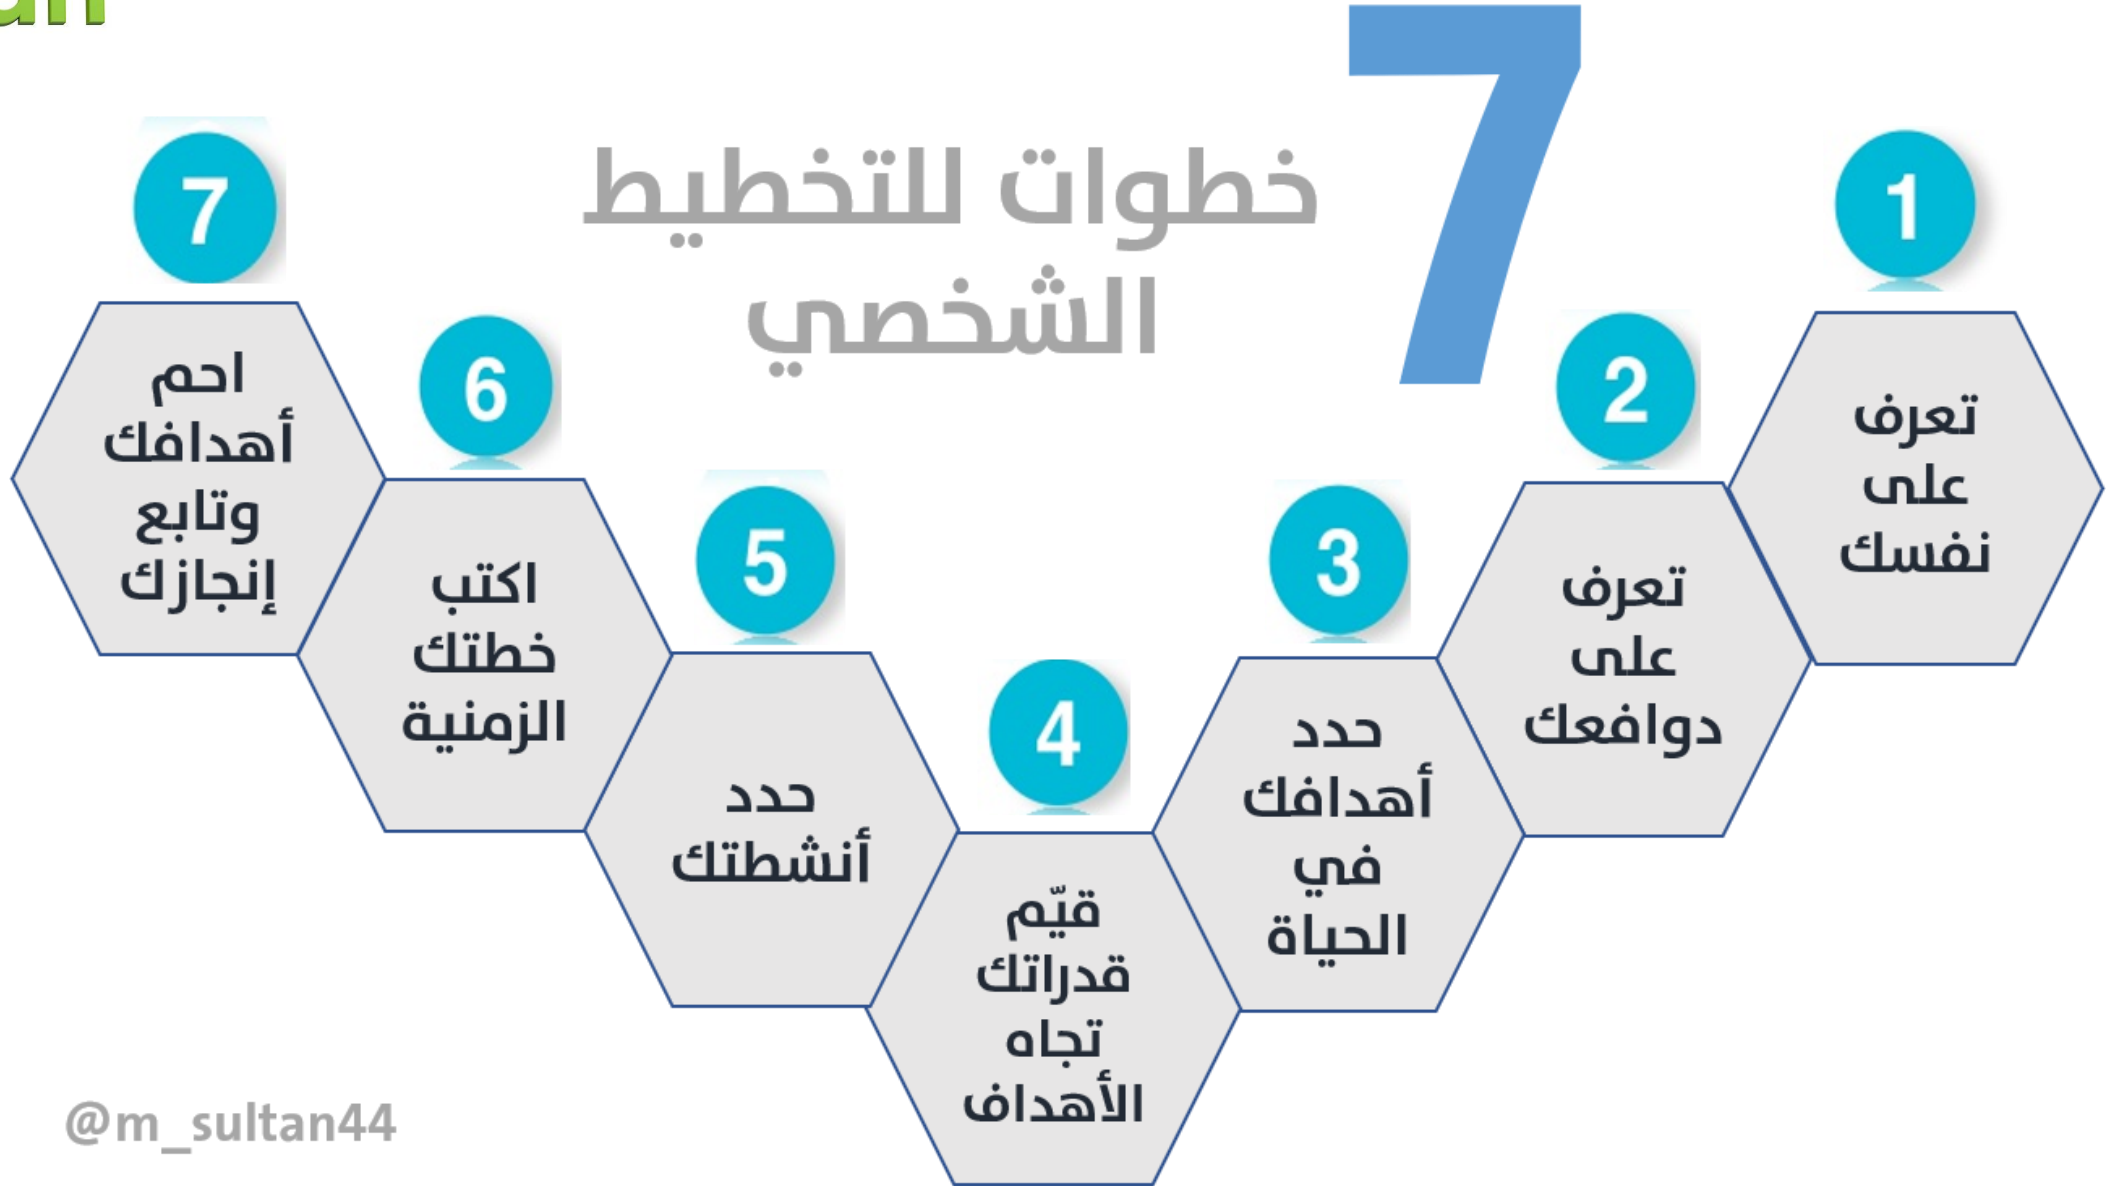 7
خطوات للتخطيط
الشخصي
1
تعرف
على
نفسك
2
تعرف
على
دوافعك
3
حدد
أهدافك
في
الحياة
4
قيّم
قدراتك
تجاه
الأهداف
5
حدد
أنشطتك
6
اكتب
خطتك
الزمنية
7
احم
أهدافك
وتابع
إنجازك
@m_sultan44